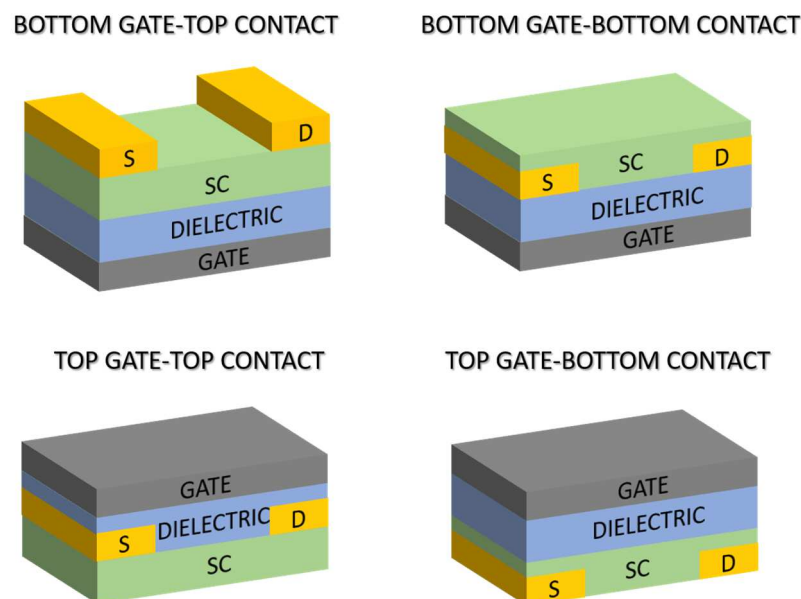 BOTTOM GATE-TOP CONTACT
S
D
SC
DIELECTRIC
GATE
BOTTOM GATE-BOTTOM CONTACT
S
SC
D
DIELECTRIC
GATE
TOP GATE-TOP CONTACT
GATE
S
DIELECTRIC
D
SC
TOP GATE-BOTTOM CONTACT
GATE
DIELECTRIC
S
SC
D